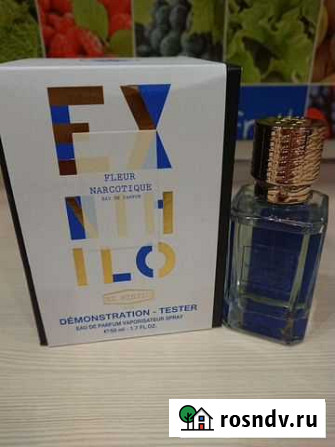 EX
FLEUR
NARCOTIQUE
EAU DE PARFUM
NIH
ILO
DÉMONSTRATION - TESTER
EAU DE PARFUM VAPORISATEUR SPRAY
50 ml - 1.7 FL.OZ.
rosndv.ru